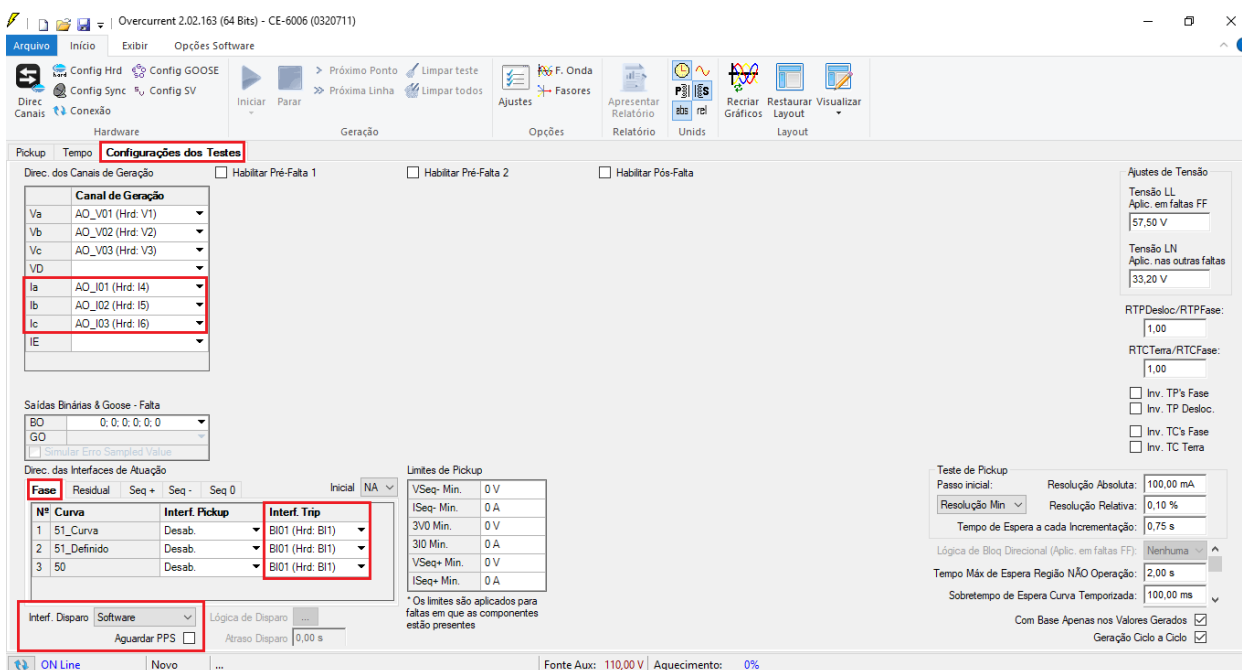 Overcurrent 2.02.163 (64 Bits) - CE-6006 (0320711)
Arquivo Início Exibir Opções Software
Direc Canais
Config Hrd Config GOOSE
Config Sync Config SV
Conexão
Hardware
Iniciar Parar
> Próximo Ponto Limpar teste
>> Próxima Linha Limpar todos
Geração
Ajustes
F. Onda
Fasores
Opções
Apresentar Relatório
Relatório
abs rel
Unids
Recriar Gráficos
Restaurar Layout
Visualizar
Layout
Pickup Tempo Configurações dos Testes
Direc. dos Canais de Geração
Habilitar Pré-Falta 1
Habilitar Pré-Falta 2
Habilitar Pós-Falta
Canal de Geração
Va AO_V01 (Hrd: V1)
Vb AO_V02 (Hrd: V2)
Vc AO_V03 (Hrd: V3)
VD
Ia AO_I01 (Hrd: I4)
Ib AO_I02 (Hrd: I5)
Ic AO_I03 (Hrd: I6)
IE
Ajustes de Tensão
Tensão LL
Aplic. em faltas FF
57,50 V
Tensão LN
Aplic. nas outras faltas
33,20 V
RTPDesloc/RTPFase:
1,00
RTCTerra/RTCFase:
1,00
Inv. TP's Fase
Inv. TP Desloc.
Inv. TC's Fase
Inv. TC Terra
Saídas Binárias & Goose - Falta
BO 0; 0; 0; 0; 0; 0
GO
Simular Erro Sampled Value
Direc. das Interfaces de Atuação
Fase Residual Seq + Seq - Seq 0
Inicial NA
Nº Curva Interf. Pickup Interf. Trip
1 51_Curva Desab. BI01 (Hrd: BI1)
2 51_Definido Desab. BI01 (Hrd: BI1)
3 50 Desab. BI01 (Hrd: BI1)
Interf. Disparo Software
Lógica de Disparo ...
Aguardar PPS
Atraso Disparo 0,00 s
Limites de Pickup
VSeq- Min. 0 V
ISeq- Min. 0 A
3V0 Min. 0 V
3I0 Min. 0 A
VSeq+ Min. 0 V
ISeq+ Min. 0 A
* Os limites são aplicados para
faltas em que as componentes
estão presentes
Teste de Pickup
Passo inicial:
Resolução Min
Resolução Absoluta: 100,00 mA
Resolução Relativa: 0,10 %
Tempo de Espera a cada Incrementação: 0,75 s
Lógica de Bloq Direcional (Aplic. em faltas FF): Nenhuma
Tempo Máx de Espera Região NÃO Operação: 2,00 s
Sobretempo de Espera Curva Temporizada: 100,00 ms
Com Base Apenas nos Valores Gerados
Geração Ciclo a Ciclo
ON Line Novo ... Fonte Aux: 110,00 V Aquecimento: 0%